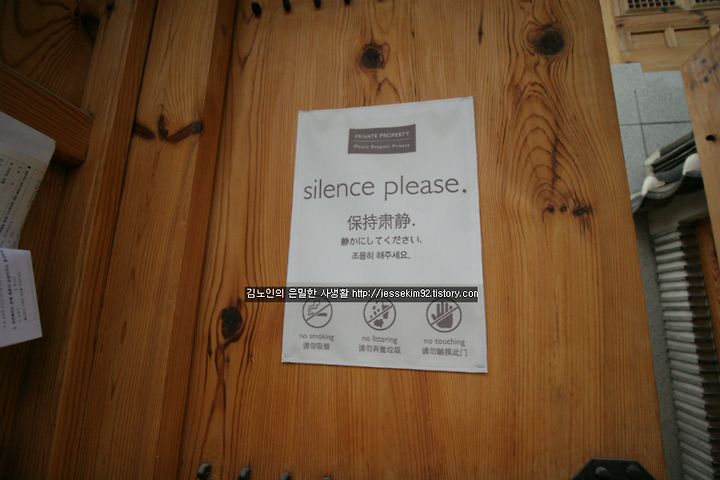 PRIVATE PROPERTY
Please Respect Privacy
silence please.
保持肃静.
静かにしてください.
조용히 해주세요.
김노인의 은밀한 사생활 http://jessekim92.tistory.com
no smoking
no littering
no touching
请勿吸烟
请勿弃置垃圾
请勿触摸此门